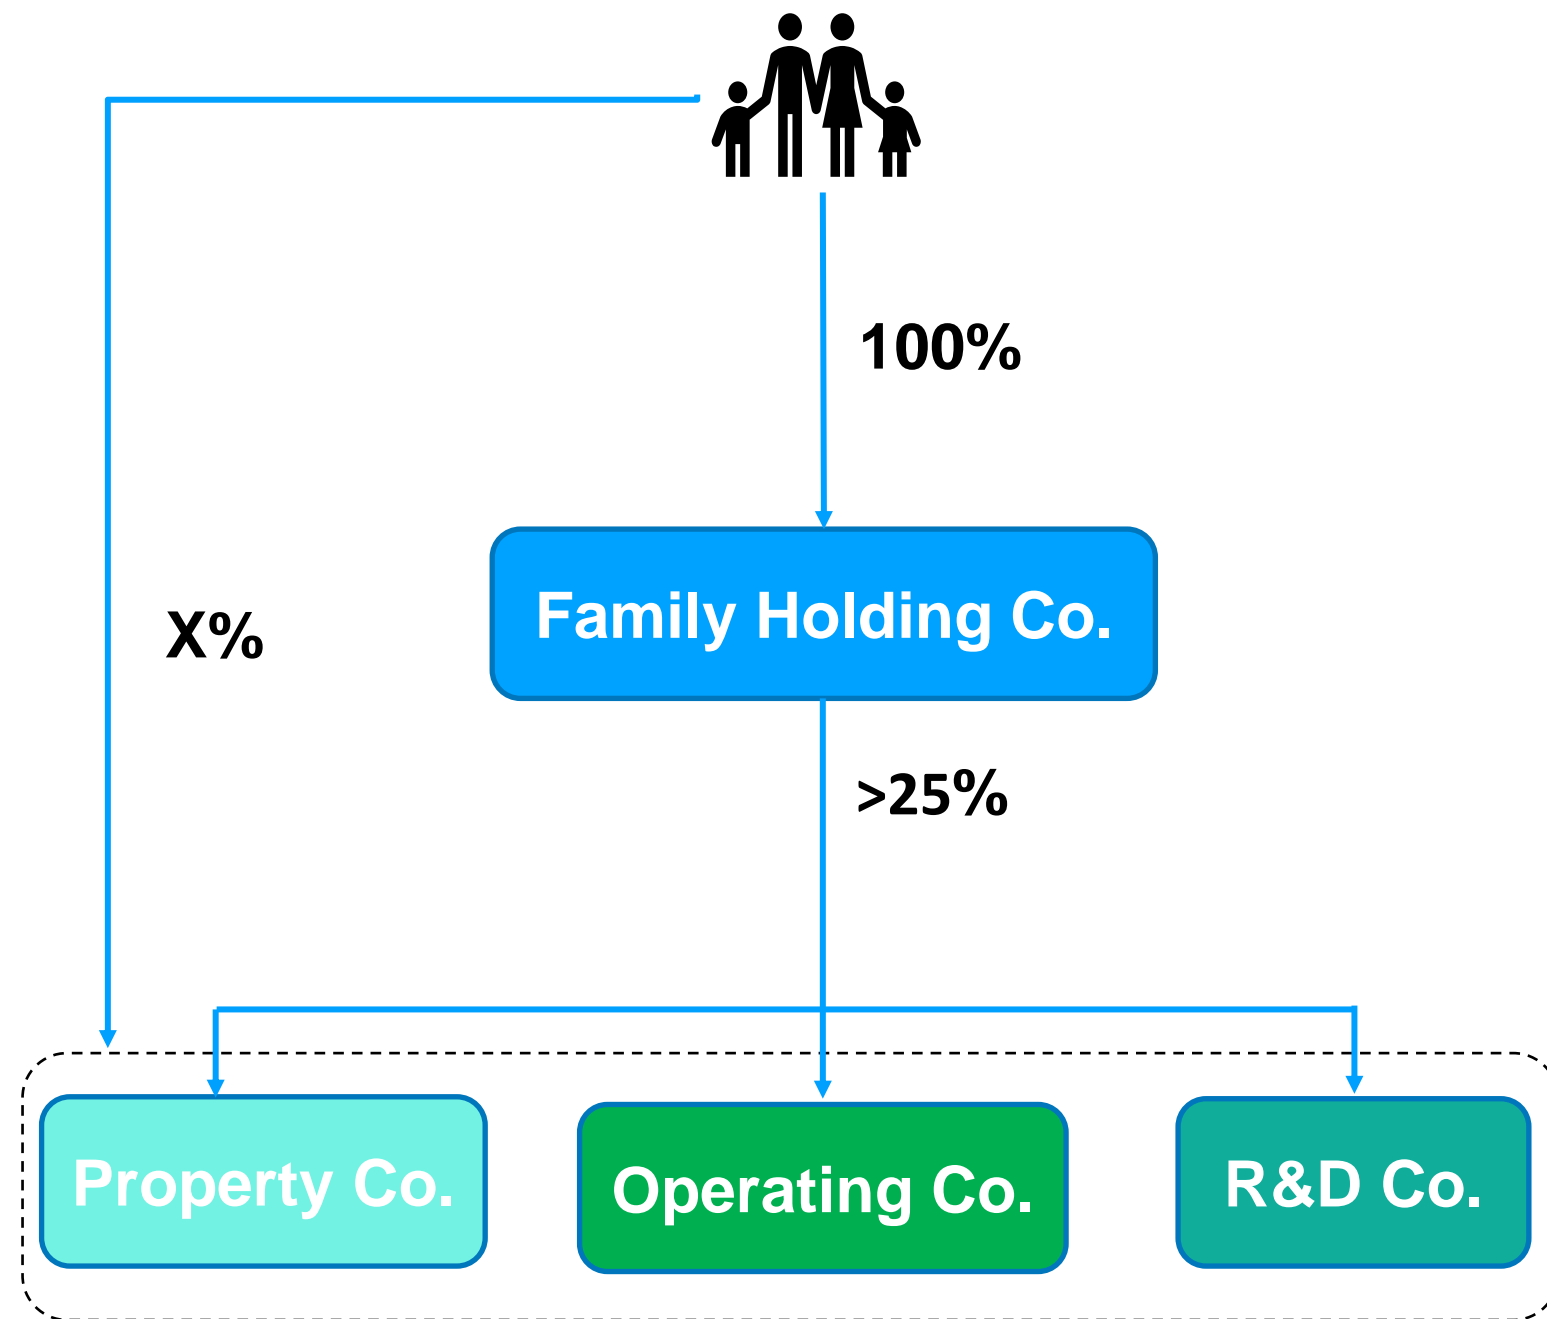 100%
Family Holding Co.
X%
>25%
Property Co.
Operating Co.
R&D Co.